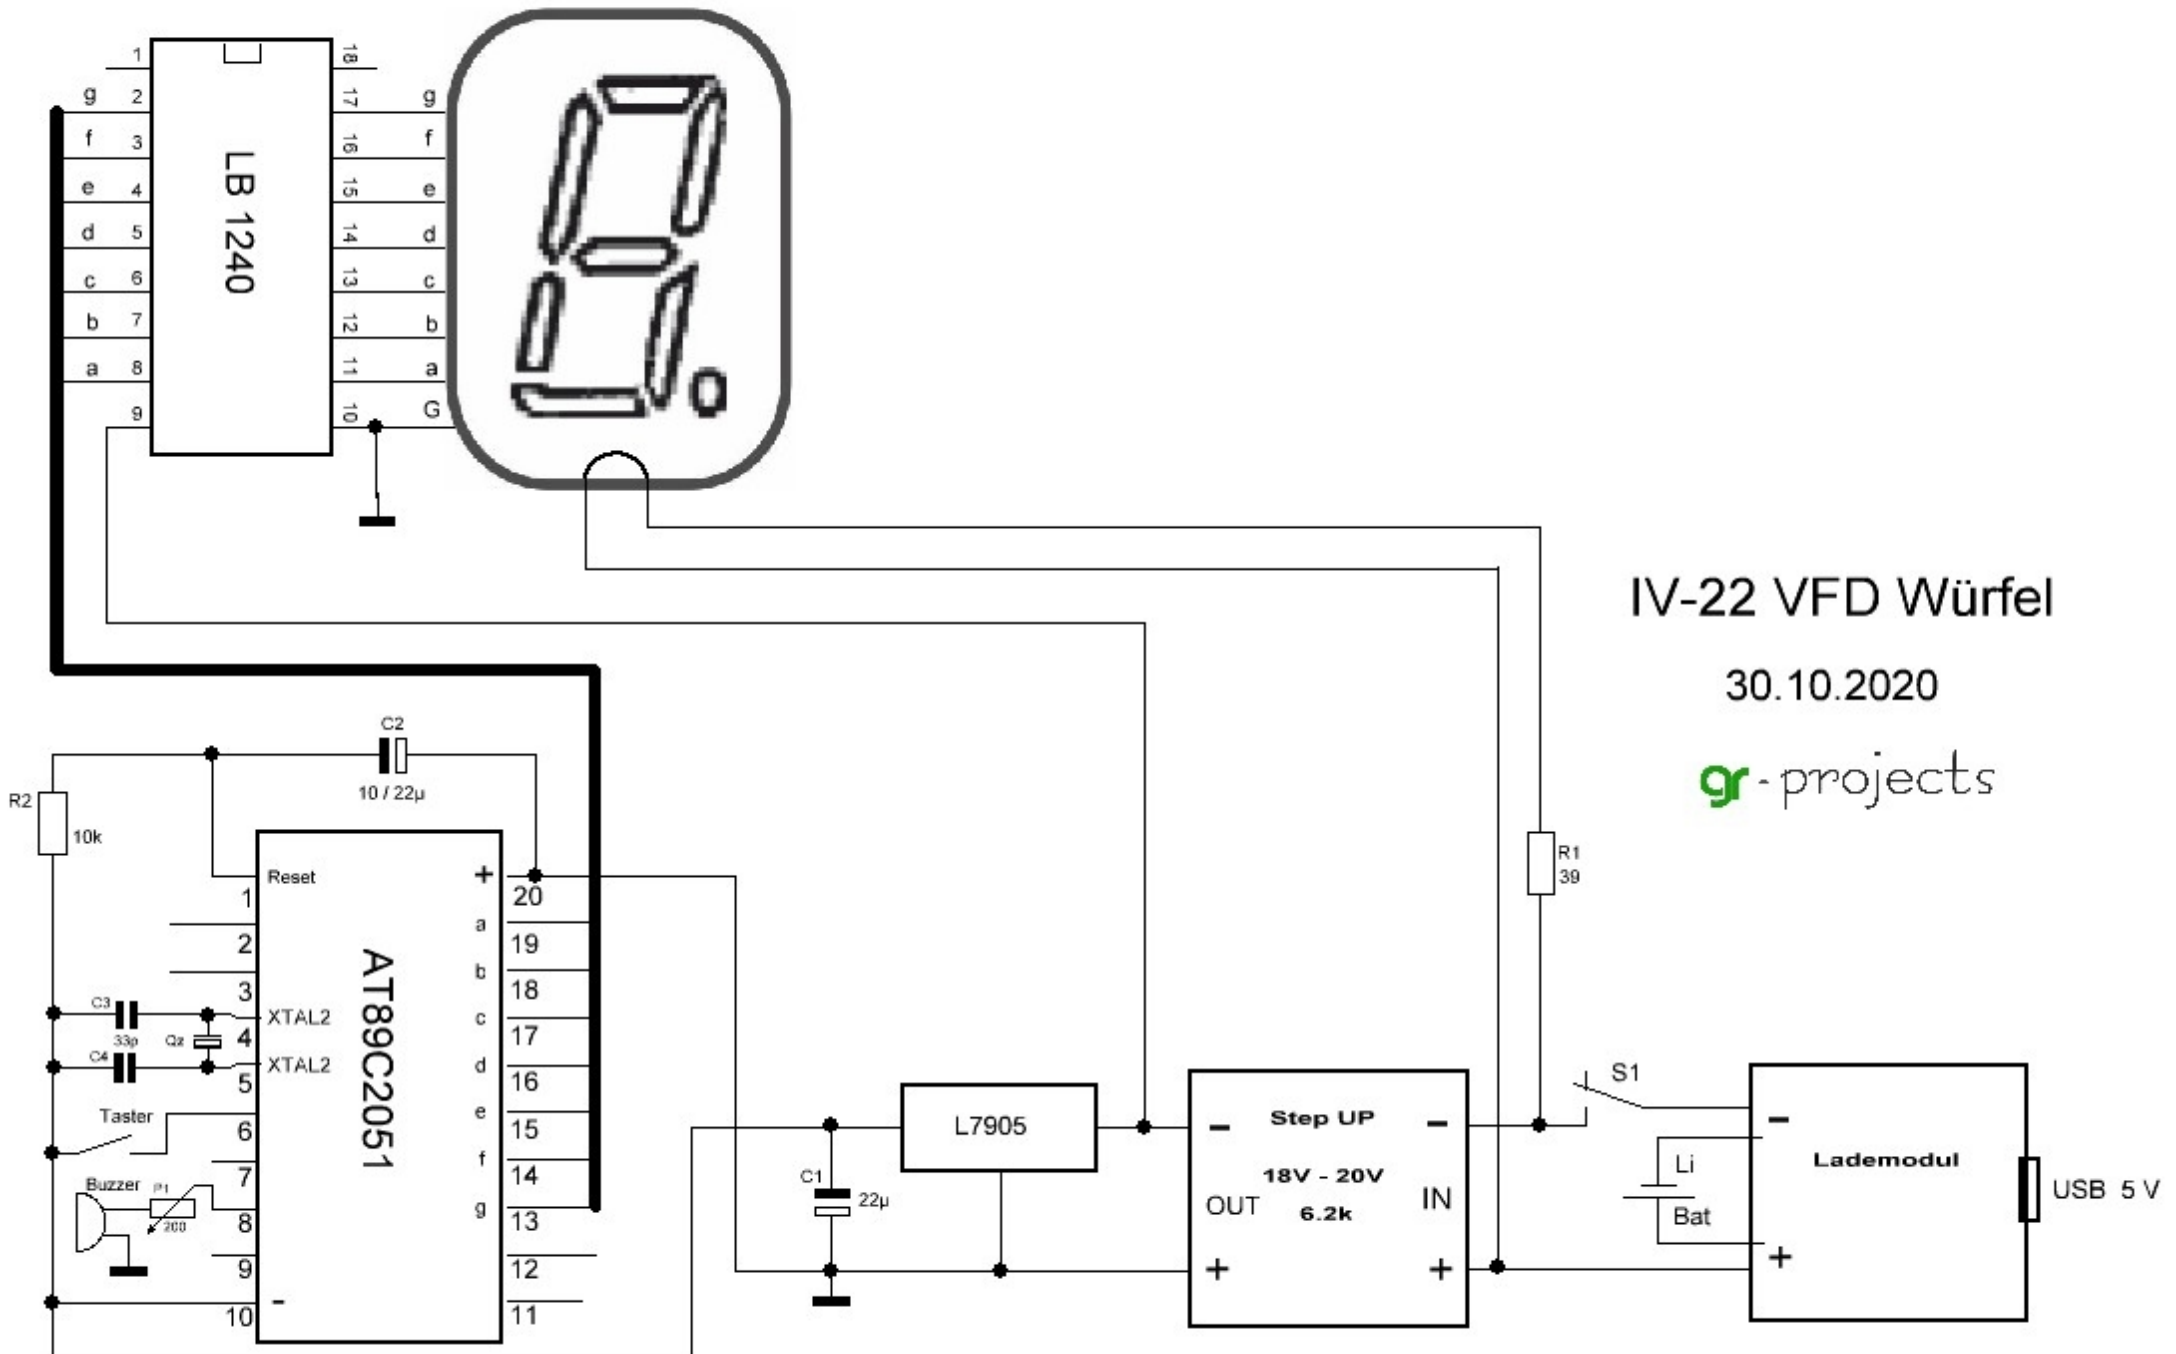 1
18
g 2
17 g
f 3
16 f
e 4
15 e
d 5
14 d
c 6
13 c
b 7
12 b
a 8
11 a
9
10 G
LB 1240
IV-22 VFD Würfel
30.10.2020
gr-projects
C2
10 / 22µ
R2
10k
R1
39
Reset
+
1
20
a
2
19
b
3
18
C3
XTAL2
c
33p
Qz
4
17
C4
XTAL2
d
5
16
Taster
e
6
15
f
7
14
Buzzer
P1
200
g
8
13
9
12
-
10
11
AT89C2051
L7905
C1
22µ
-
Step UP
-
18V - 20V
OUT
6.2k
IN
+
+
S1
-
Li
Lademodul
Bat
+
USB 5 V